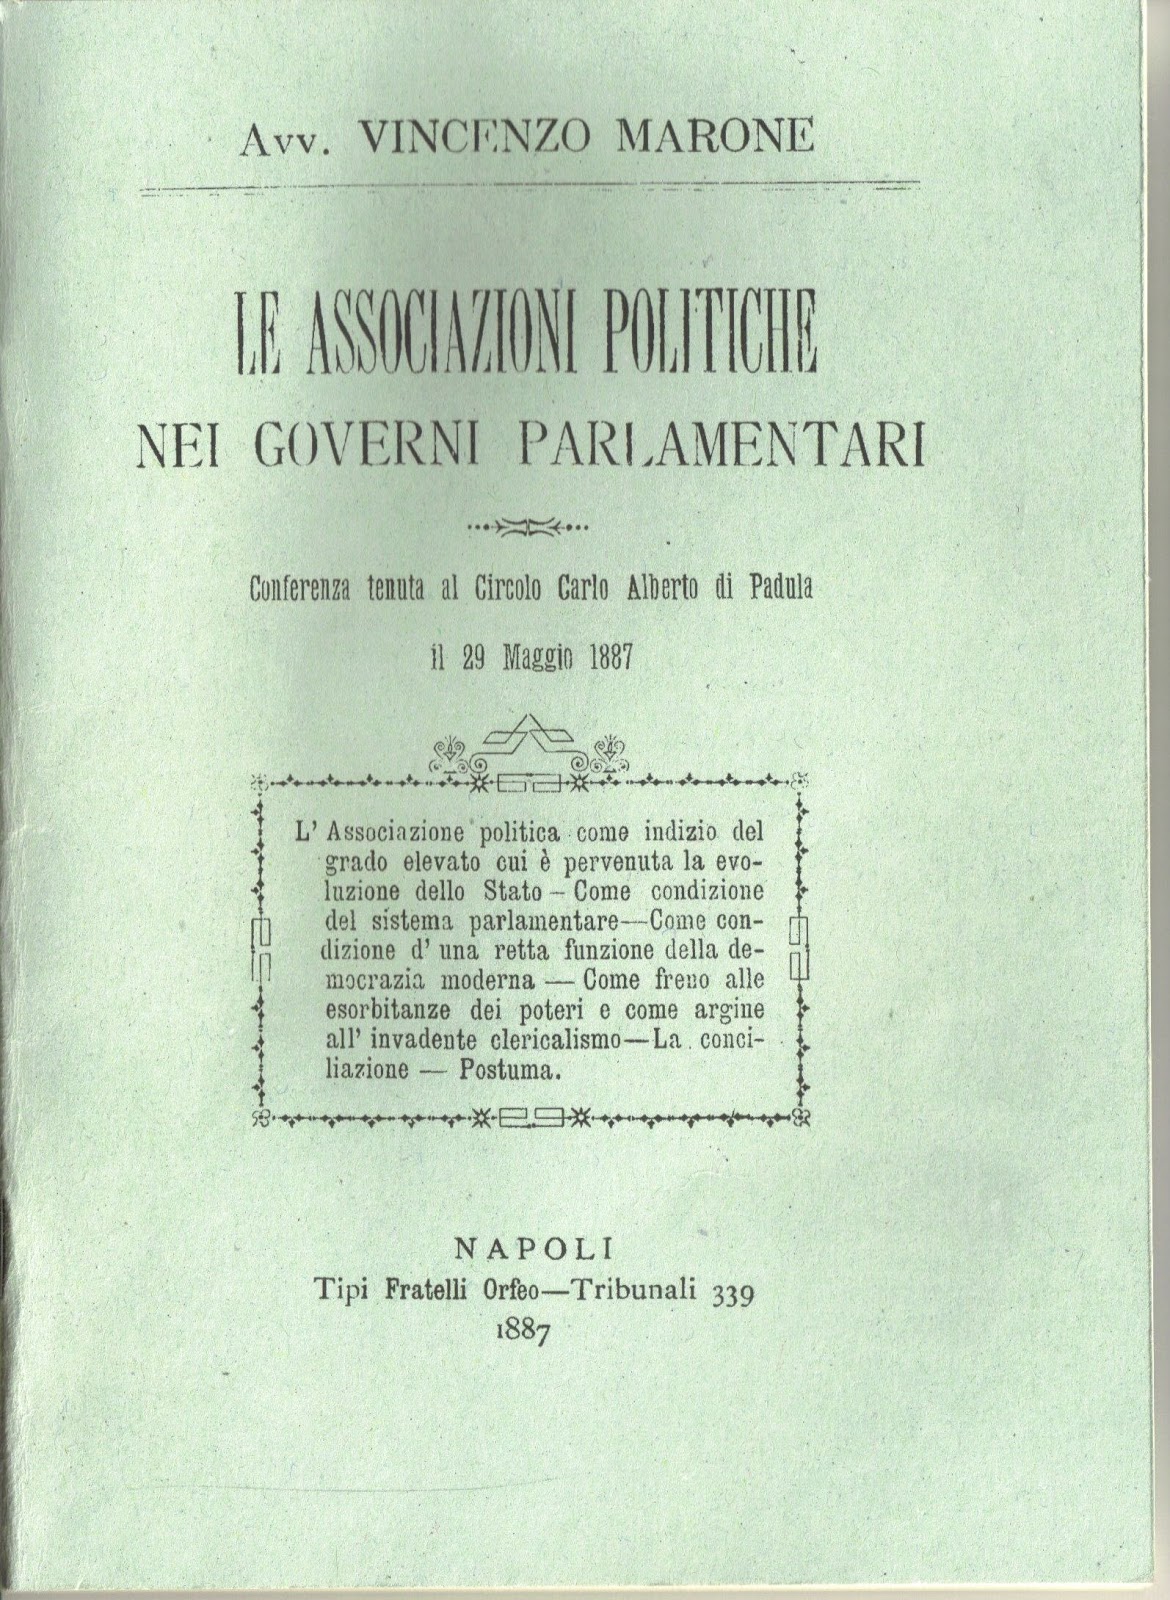 Avv. VINCENZO MARONE
LE ASSOCIAZIONI POLITICHE
NEI GOVERNI PARLAMENTARI
Conferenza tenuta al Circolo Carlo Alberto di Padula
il 29 Maggio 1887
L' Associazione politica come indizio del
grado elevato cui è pervenuta la evo-
luzione dello Stato – Come condizione
del sistema parlamentare—Come con-
dizione d' una retta funzione della de-
mocrazia moderna — Come freno alle
esorbitanze dei poteri e come argine
all' invadente clericalismo—La conci-
liazione — Postuma.
NAPOLI
Tipi Fratelli Orfeo—Tribunali 339
1887